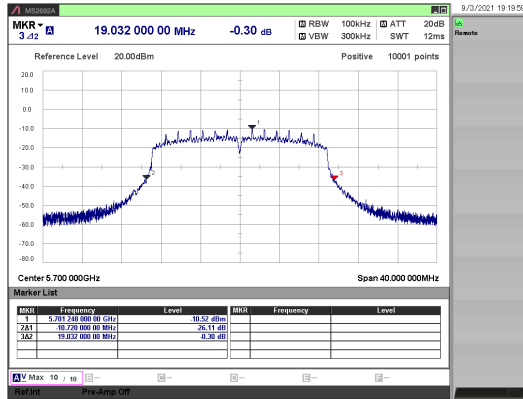 MS2692A
9/3/2021 19:19:59
MKR 3 Δ2 A 19.032 000 00 MHz -0.30 dB
RBW 100kHz ATT 20dB
VBW 300kHz SWT 12ms
Remote
Reference Level 20.00dBm Positive 10001 points
20.0
10.0
0.0
-10.0
-20.0
-30.0
-40.0
-50.0
-60.0
-70.0
-80.0
1
2
3
Center 5.700 000GHz Span 40.000 000MHz
Marker List
MKR Frequency Level MKR Frequency Level
1 5.701 248 000 00 GHz -10.52 dBm
2Δ1 -10.720 000 00 MHz -26.11 dB
3Δ2 19.032 000 00 MHz -0.30 dB
A Max 10 / 10 B C D E F
Ref.Int Pre-Amp Off